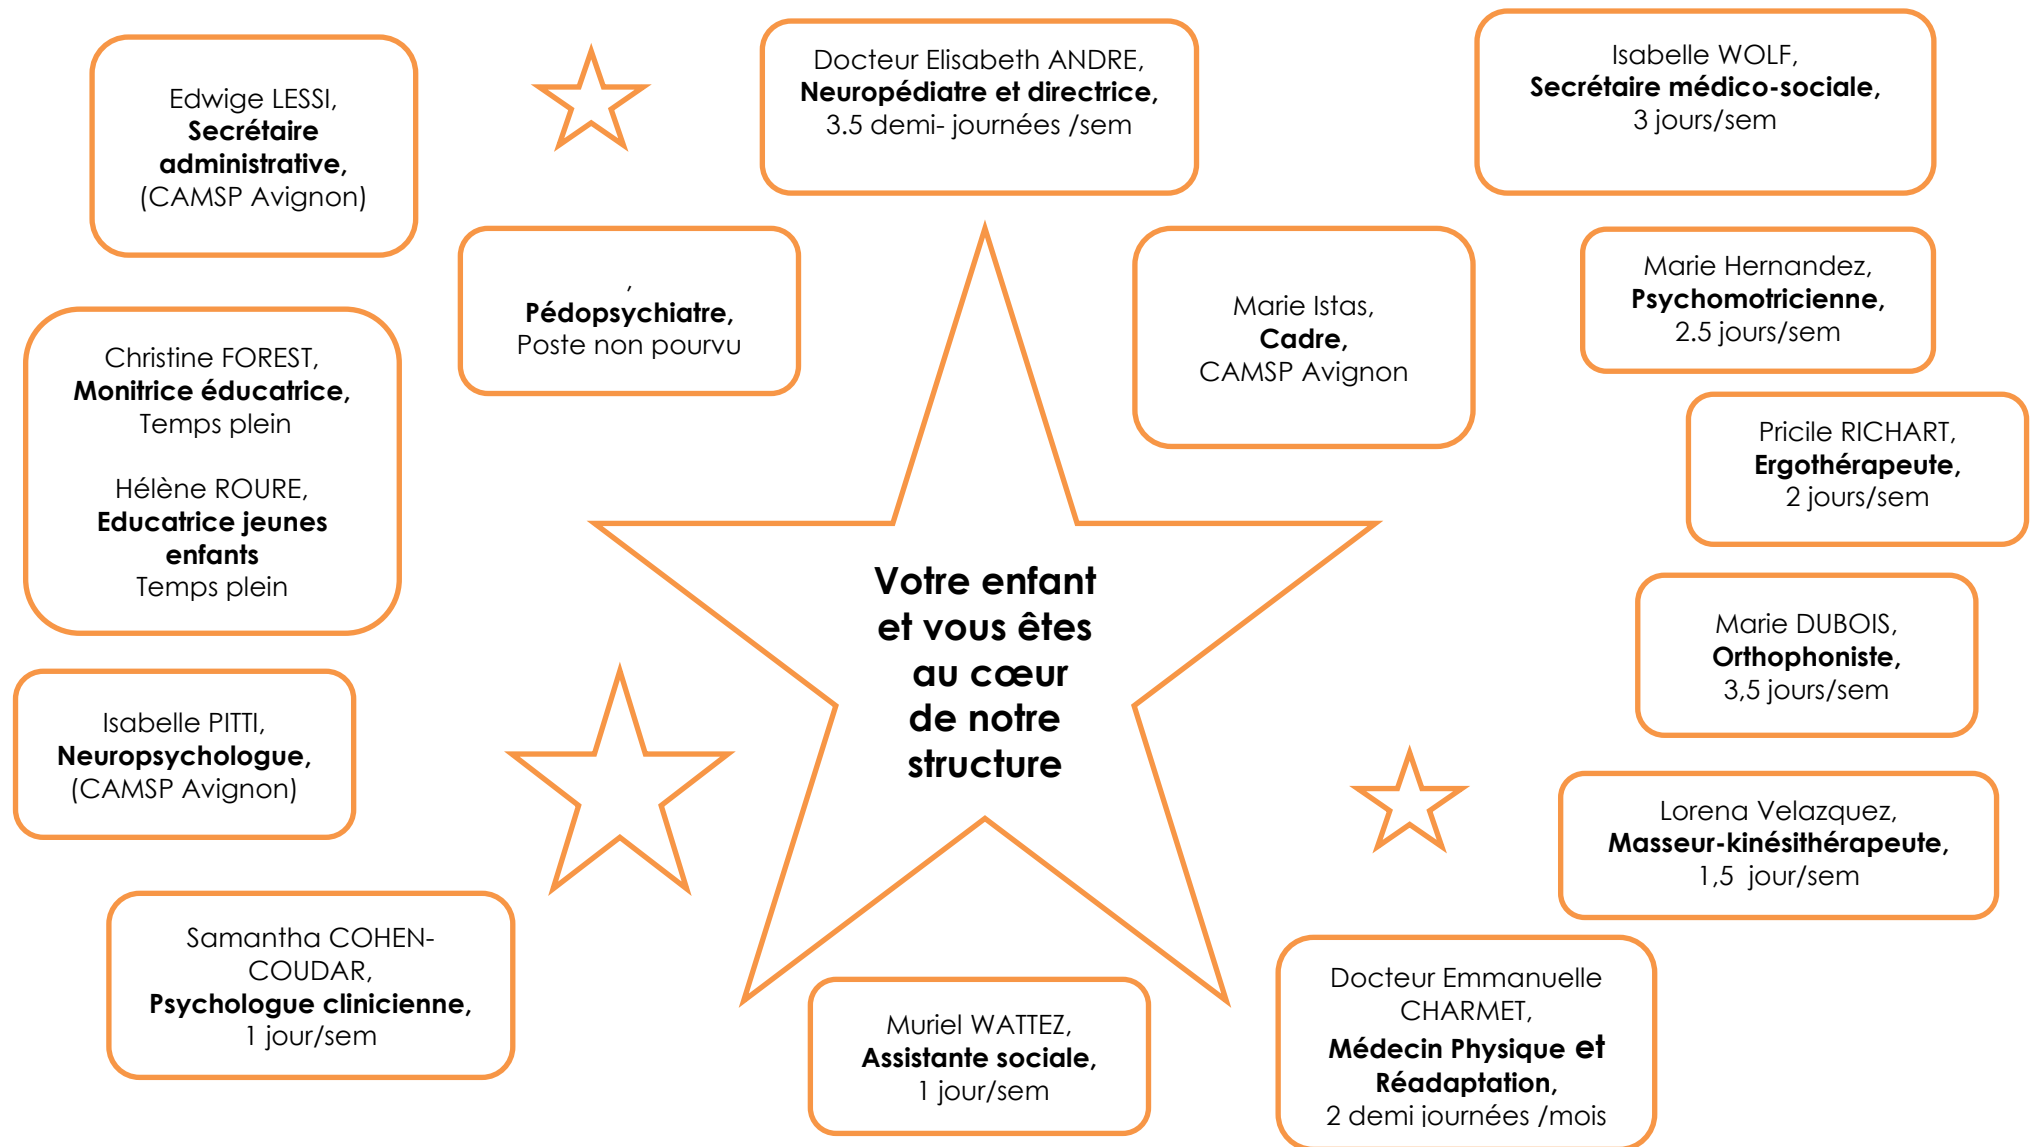 Edwige LESSI,
Secrétaire
administrative,
(CAMSP Avignon)
Docteur Elisabeth ANDRE,
Neuropédiatre et directrice,
3.5 demi- journées /sem
Isabelle WOLF,
Secrétaire médico-sociale,
3 jours/sem
,
Pédopsychiatre,
Poste non pourvu
Marie Istas,
Cadre,
CAMSP Avignon
Marie Hernandez,
Psychomotricienne,
2.5 jours/sem
Christine FOREST,
Monitrice éducatrice,
Temps plein
Hélène ROURE,
Educatrice jeunes
enfants
Temps plein
Pricile RICHART,
Ergothérapeute,
2 jours/sem
Votre enfant
et vous êtes
au cœur
de notre
structure
Marie DUBOIS,
Orthophoniste,
3,5 jours/sem
Isabelle PITTI,
Neuropsychologue,
(CAMSP Avignon)
Lorena Velazquez,
Masseur-kinésithérapeute,
1,5  jour/sem
Samantha COHEN-
COUDAR,
Psychologue clinicienne,
1 jour/sem
Muriel WATTEZ,
Assistante sociale,
1 jour/sem
Docteur Emmanuelle
CHARMET,
Médecin Physique et
Réadaptation,
2 demi journées /mois